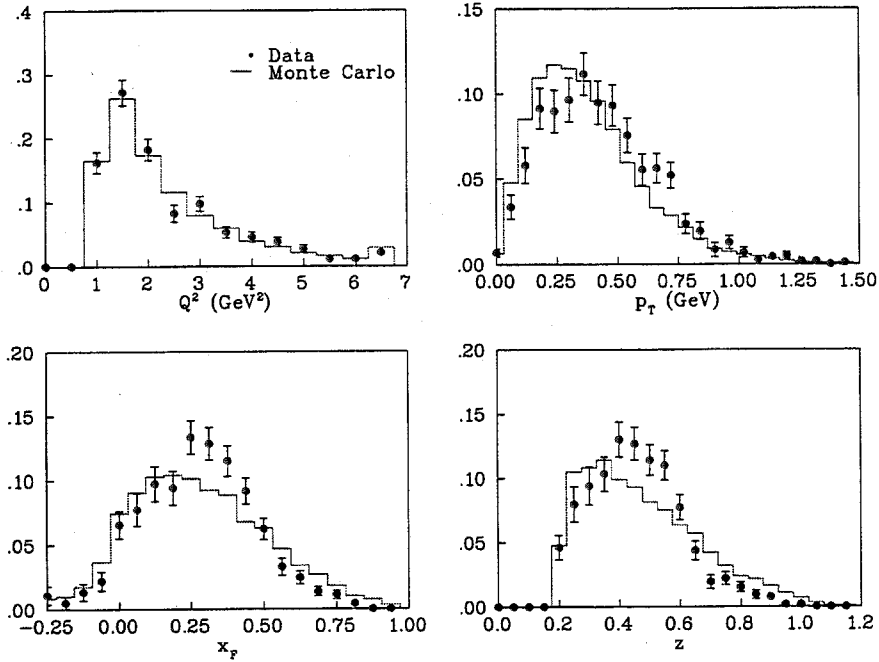 .4
.3
.2
.1
.0
Data
Monte Carlo
0 1 2 3 4 5 6 7
Q² (GeV²)
.15
.10
.05
.00
0.00 0.25 0.50 0.75 1.00 1.25 1.50
p_T (GeV)
.20
.15
.10
.05
.00
-0.25 0.00 0.25 0.50 0.75 1.00
x_F
.20
.15
.10
.05
.00
0.0 0.2 0.4 0.6 0.8 1.0 1.2
z